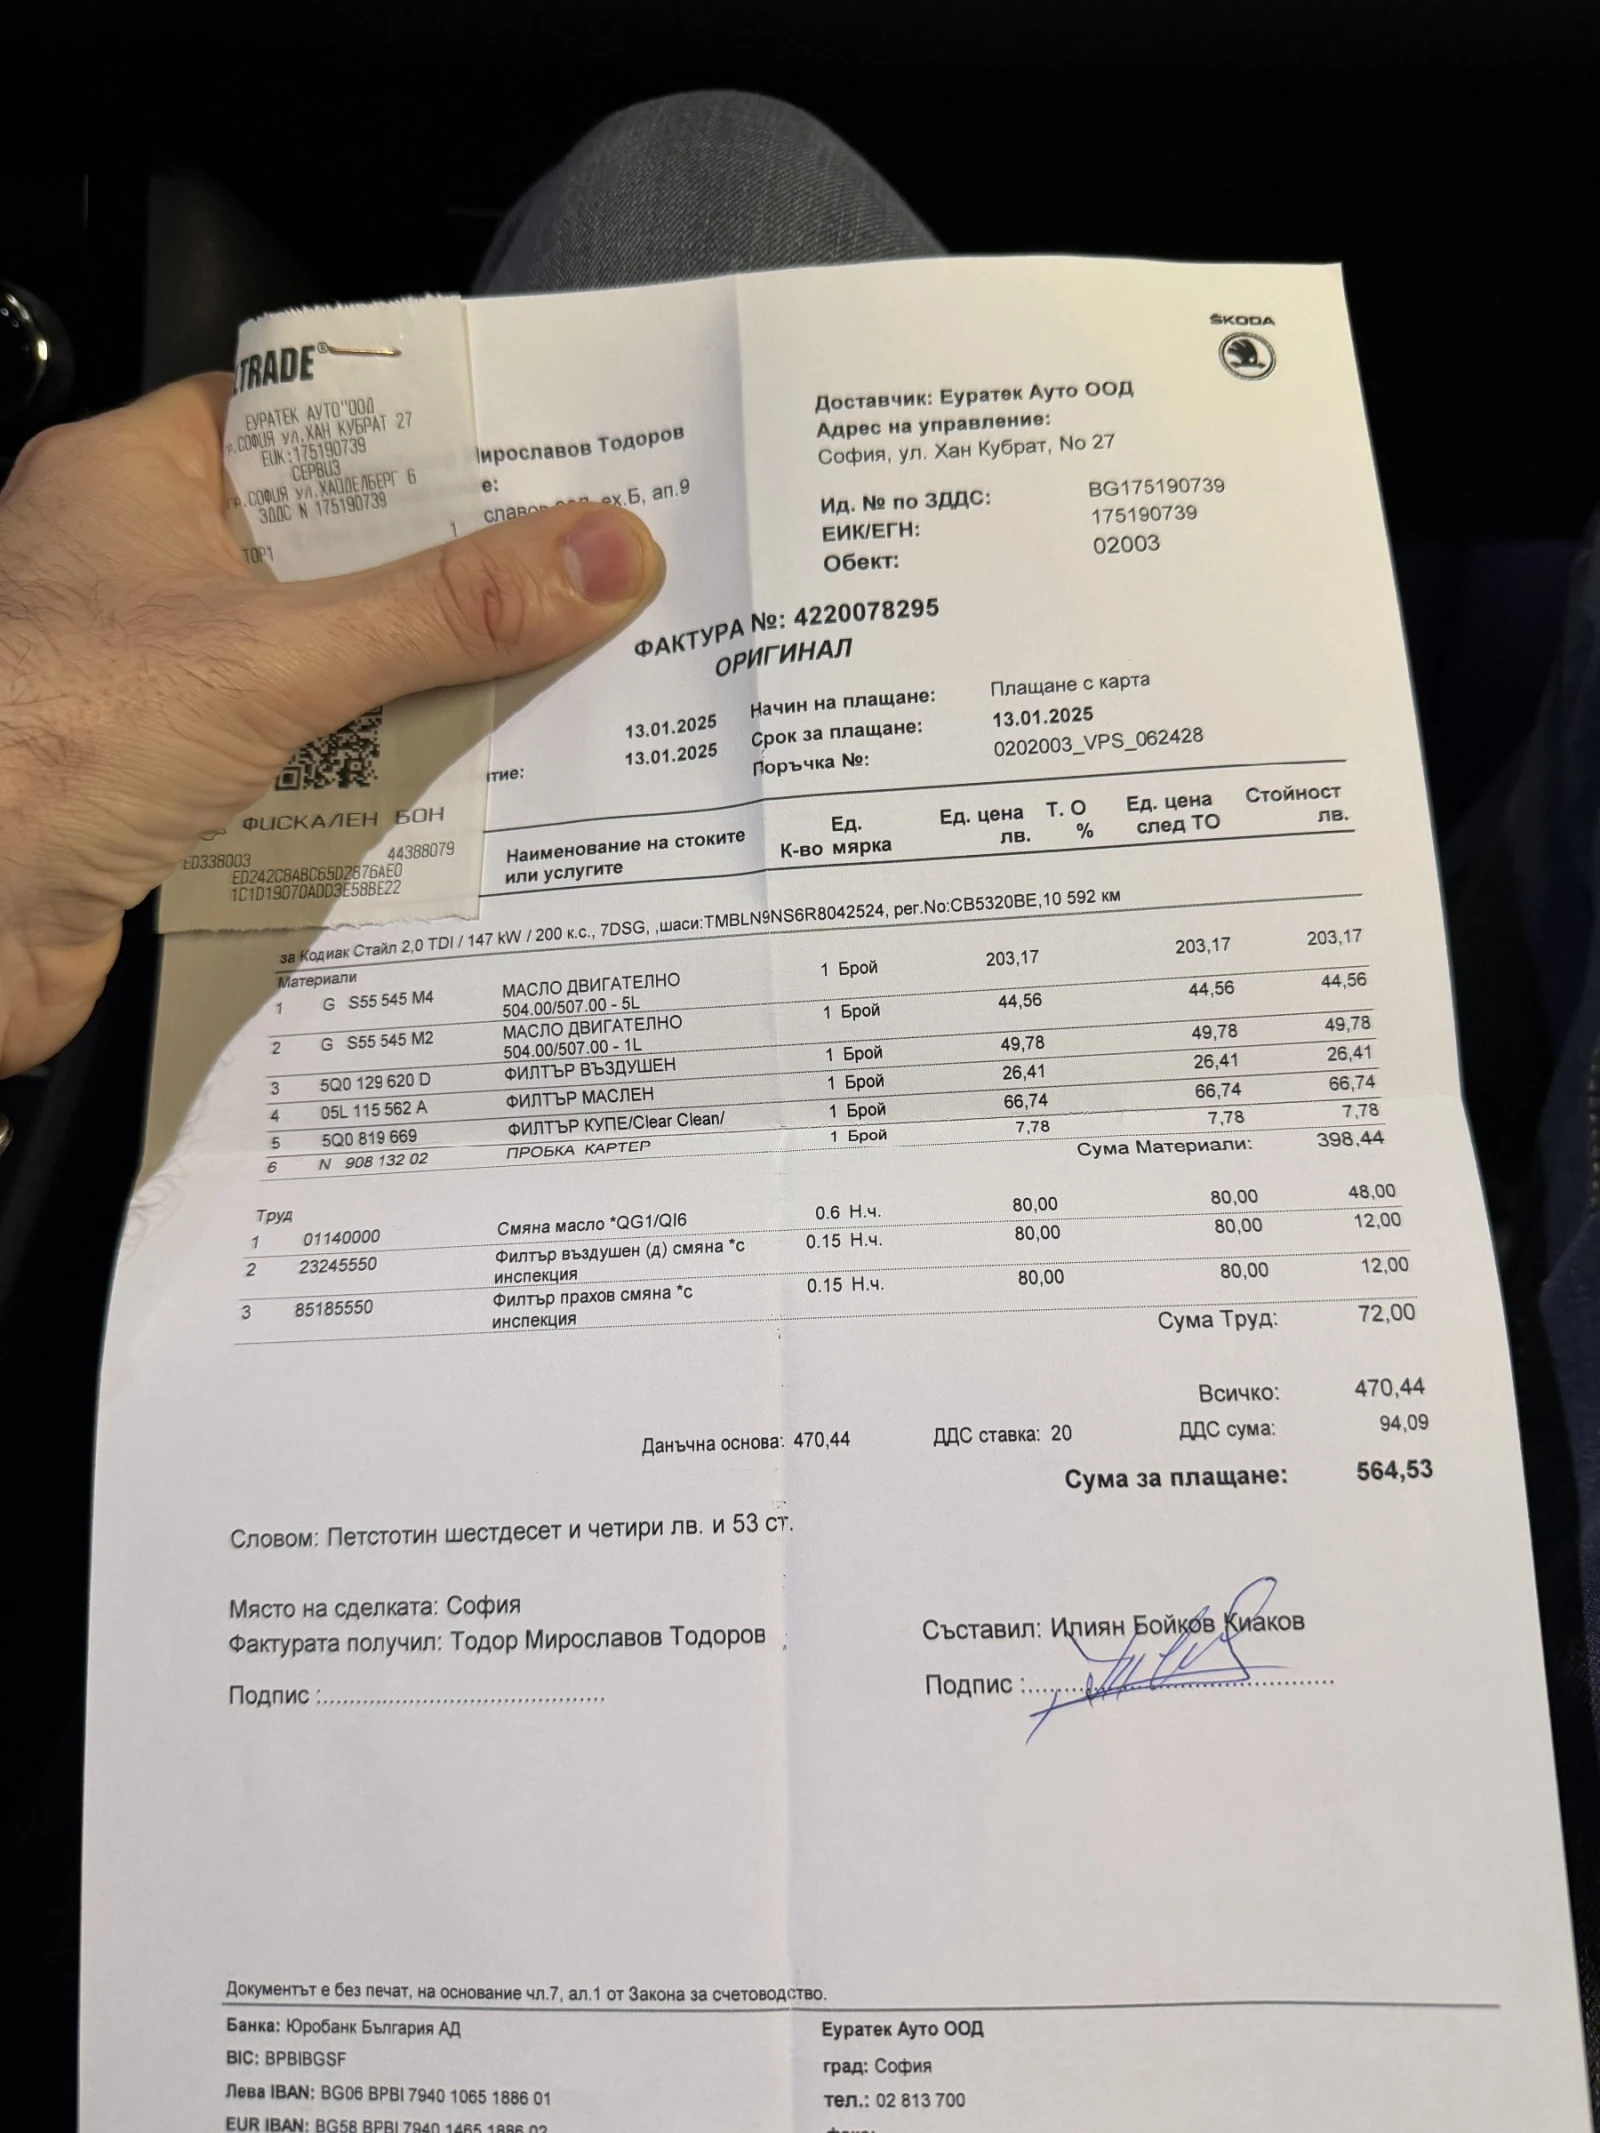 TRADE®
ЕУРАТЕК АУТО"ООД
гр.СОФИЯ ул.ХАН КУБРАТ 27
ЕИК:175190739
СЕРВИЗ
гр.СОФИЯ ул.ХАЙДЕЛБЕРГ 6
ЗДДС N 175190739
1
ФИСКАЛЕН БОН
ED338003 44388079
ED242C8ABC65D2876AE0
1C1D19070ADD3E58BE22
ŠKODA
Доставчик: Еуратек Ауто ООД
Адрес на управление:
София, ул. Хан Кубрат, No 27
Ид. № по ЗДДС: BG175190739
ЕИК/ЕГН: 175190739
Обект: 02003
Мирославов Тодоров
е:
вх.Б, ап.9
ФАКТУРА №: 4220078295
ОРИГИНАЛ
13.01.2025 Начин на плащане: Плащане с карта
13.01.2025 Срок за плащане: 13.01.2025
тие: Поръчка №: 0202003_VPS_062428
Наименование на стоките или услугите К-во Ед. мярка Ед. цена лв. Т. О % Ед. цена след ТО Стойност лв.
за Кодиак Стайл 2,0 TDI / 147 kW / 200 к.с., 7DSG, ,шаси:TMBLN9NS6R8042524, рег.No:CB5320BE,10 592 км
Материали
1 G S55 545 M4 МАСЛО ДВИГАТЕЛНО 504.00/507.00 - 5L 1 Брой 203,17 203,17 203,17
2 G S55 545 M2 МАСЛО ДВИГАТЕЛНО 504.00/507.00 - 1L 1 Брой 44,56 44,56 44,56
3 5Q0 129 620 D ФИЛТЪР ВЪЗДУШЕН 1 Брой 49,78 49,78 49,78
4 05L 115 562 A ФИЛТЪР МАСЛЕН 1 Брой 26,41 26,41 26,41
5 5Q0 819 669 ФИЛТЪР КУПЕ/Clear Clean/ 1 Брой 66,74 66,74 66,74
6 N 908 132 02 ПРОБКА КАРТЕР 1 Брой 7,78 7,78 7,78
Сума Материали: 398,44
Труд
1 01140000 Смяна масло *QG1/QI6 0.6 Н.ч. 80,00 80,00 48,00
2 23245550 Филтър въздушен (д) смяна *с инспекция 0.15 Н.ч. 80,00 80,00 12,00
3 85185550 Филтър прахов смяна *с инспекция 0.15 Н.ч. 80,00 80,00 12,00
Сума Труд: 72,00
Всичко: 470,44
Данъчна основа: 470,44 ДДС ставка: 20 ДДС сума: 94,09
Сума за плащане: 564,53
Словом: Петстотин шестдесет и четири лв. и 53 ст.
Място на сделката: София
Фактурата получил: Тодор Мирославов Тодоров
Съставил: Илиян Бойков Киаков
Подпис :
Подпис :
Документът е без печат, на основание чл.7, ал.1 от Закона за счетоводство.
Банка: Юробанк България АД
BIC: BPBIBGSF
Лева IBAN: BG06 BPBI 7940 1065 1886 01
EUR IBAN: BG58 BPBI 7940 1465 1886 02
Еуратек Ауто ООД
град: София
тел.: 02 813 700